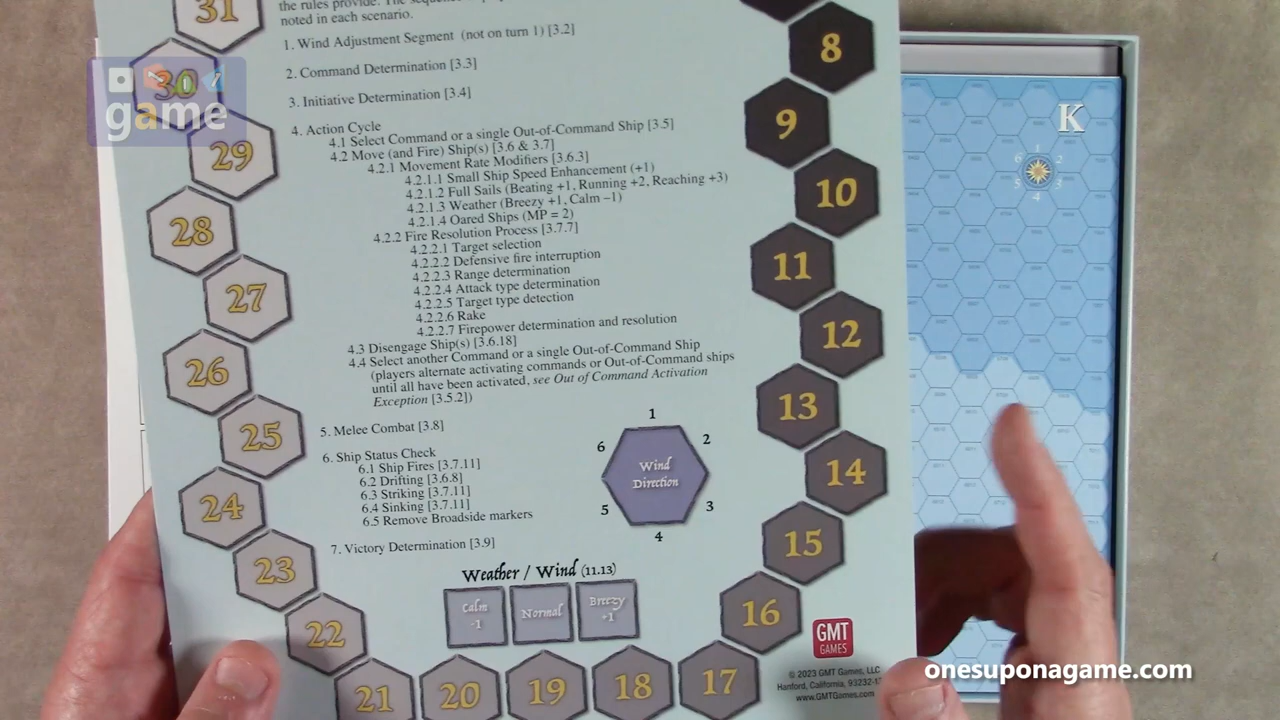 31
the rules provide. The
noted in each scenario.
1. Wind Adjustment Segment (not on turn 1) [3.2]
2. Command Determination [3.3]
3. Initiative Determination [3.4]
4. Action Cycle
4.1 Select Command or a single Out-of-Command Ship [3.5]
4.2 Move (and Fire) Ship(s) [3.6 & 3.7]
4.2.1 Movement Rate Modifiers [3.6.3]
4.2.1.1 Small Ship Speed Enhancement (+1)
4.2.1.2 Full Sails (Beating +1, Running +2, Reaching +3)
4.2.1.3 Weather (Breezy +1, Calm –1)
4.2.1.4 Oared Ships (MP = 2)
4.2.2 Fire Resolution Process [3.7.7]
4.2.2.1 Target selection
4.2.2.2 Defensive fire interruption
4.2.2.3 Range determination
4.2.2.4 Attack type determination
4.2.2.5 Target type detection
4.2.2.6 Rake
4.2.2.7 Firepower determination and resolution
4.3 Disengage Ship(s) [3.6.18]
4.4 Select another Command or a single Out-of-Command Ship
(players alternate activating commands or Out-of-Command ships
until all have been activated, see Out of Command Activation
Exception [3.5.2])
5. Melee Combat [3.8]
6. Ship Status Check
6.1 Ship Fires [3.7.11]
6.2 Drifting [3.6.8]
6.3 Striking [3.7.11]
6.4 Sinking [3.7.11]
6.5 Remove Broadside markers
7. Victory Determination [3.9]
1
2
3
4
5
6
Wind
Direction
Weather / Wind (11.13)
Calm
-1
Normal
Breezy
+1
8
9
10
11
12
13
14
15
16
17
18
19
20
21
22
23
24
25
26
27
28
29
30
game
GMT
GAMES
© 2023 GMT Games, LLC
Hanford, California, 93232-1
www.GMTGames.com
K
1
2
3
4
5
6
onesuponagame.com